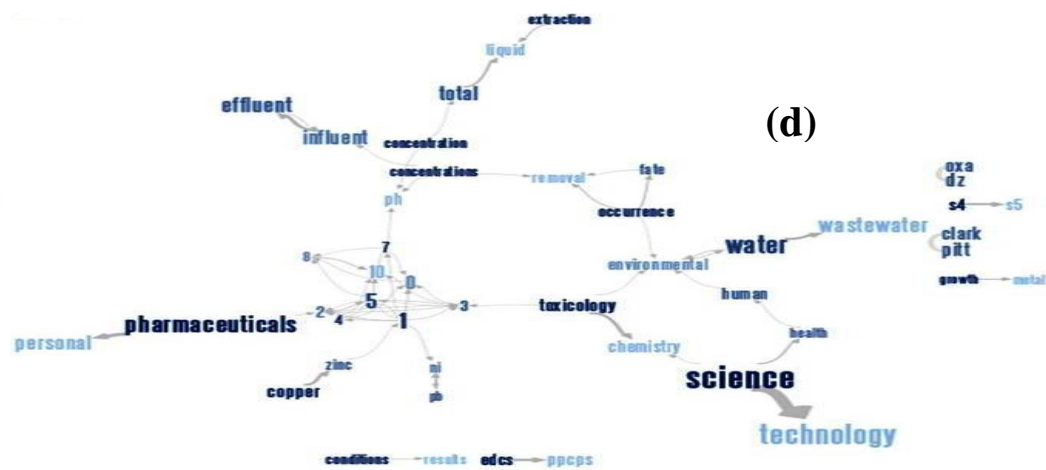 extraction
liquid
total
effluent
influent
(d)
concentration
concentrations
removal
fate
oxa
dz
ph
occurrence
s4 s5
water
wastewater
clark
pitt
7
8
10
0
environmental
growth metal
human
2
5
4
1
3
toxicology
pharmaceuticals
personal
health
chemistry
zinc
ni
science
copper
pb
technology
conditions results
edcs ppcps